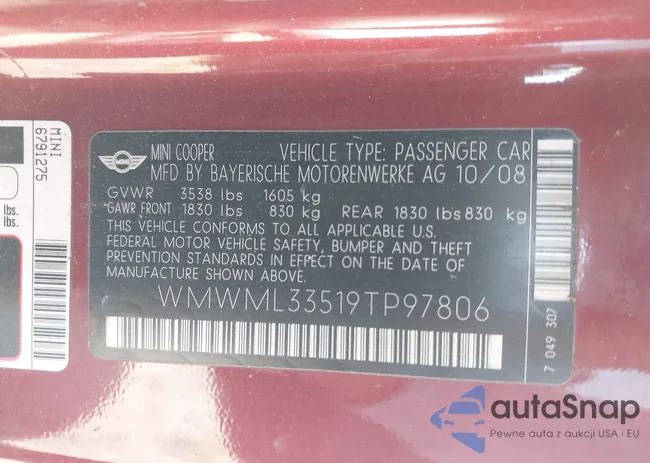 MINI
6791275
lbs.
lbs.
MINI
MINI COOPER VEHICLE TYPE: PASSENGER CAR
MFD BY BAYERISCHE MOTORENWERKE AG 10/08
GVWR 3538 lbs 1605 kg
GAWR FRONT 1830 lbs 830 kg REAR 1830 lbs 830 kg
THIS VEHICLE CONFORMS TO ALL APPLICABLE U.S.
FEDERAL MOTOR VEHICLE SAFETY, BUMPER AND THEFT
PREVENTION STANDARDS IN EFFECT ON THE DATE OF
MANUFACTURE SHOWN ABOVE.
WMWML33519TP97806
7 049 307
autaSnap
Pewne auta z aukcji USA i EU